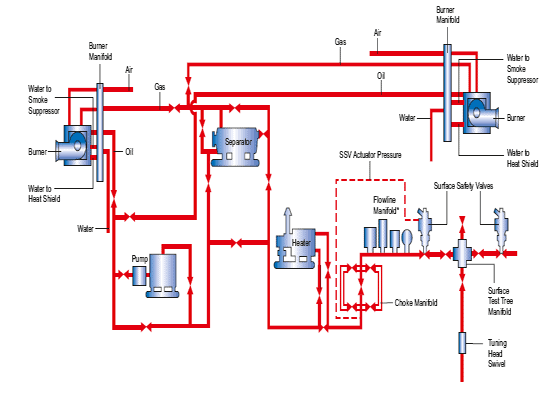 Burner
Manifold
Air
Gas
Water to
Smoke
Suppressor
Burner
Oil
Water to
Heat Shield
Water
Pump
Separator
Heater
Gas
Air
Oil
Burner
Manifold
Water to
Smoke
Suppressor
Water
Burner
Water to
Heat Shield
SSV Actuator Pressure
Flowline
Manifold*
Surface Safety Valves
Choke Manifold
Surface
Test Tree
Manifold
Tuning
Head
Swivel